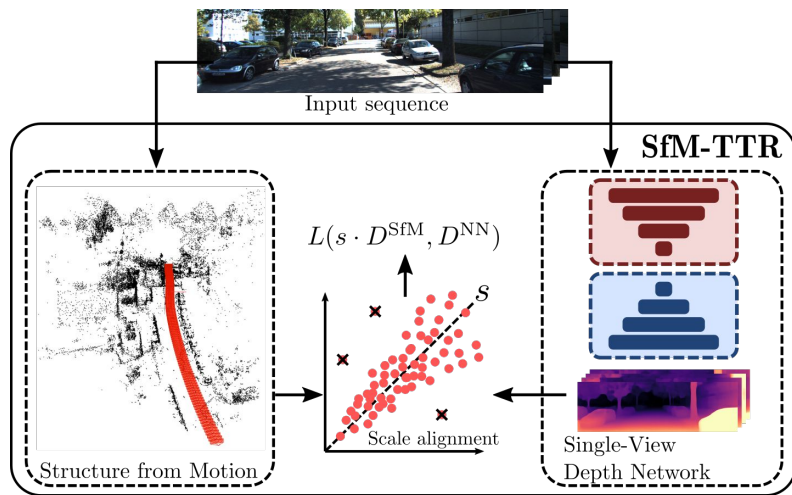 Input sequence
SfM-TTR
L(s · D^SfM, D^NN)
s
Scale alignment
Structure from Motion
Single-View
Depth Network